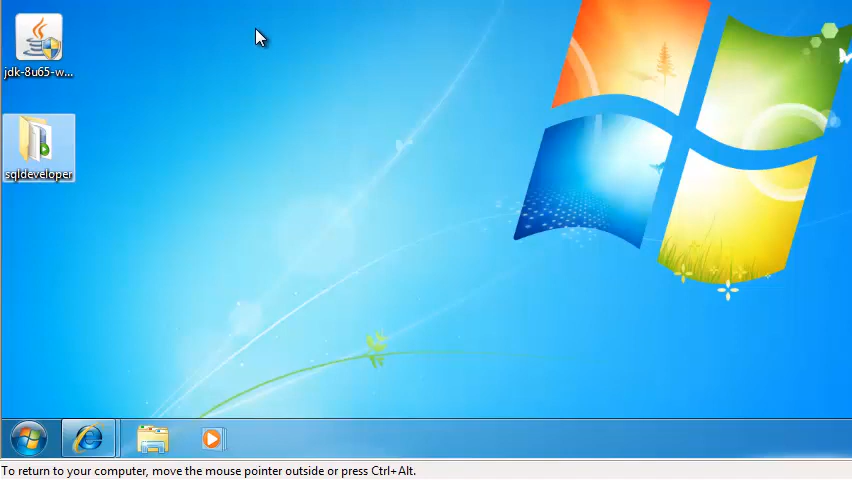 jdk-8u65-w...
sqldeveloper
To return to your computer, move the mouse pointer outside or press Ctrl+Alt.